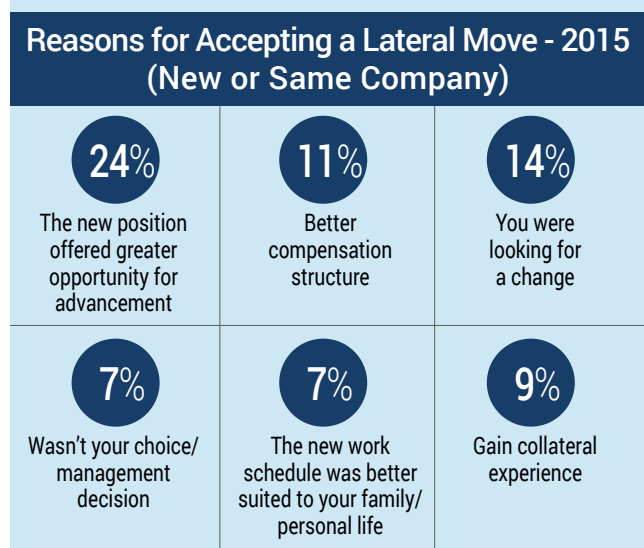 Reasons for Accepting a Lateral Move - 2015
(New or Same Company)
24%
The new position
offered greater
opportunity for
advancement
11%
Better
compensation
structure
14%
You were
looking for
a change
7%
Wasn't your choice/
management
decision
7%
The new work
schedule was better
suited to your family/
personal life
9%
Gain collateral
experience